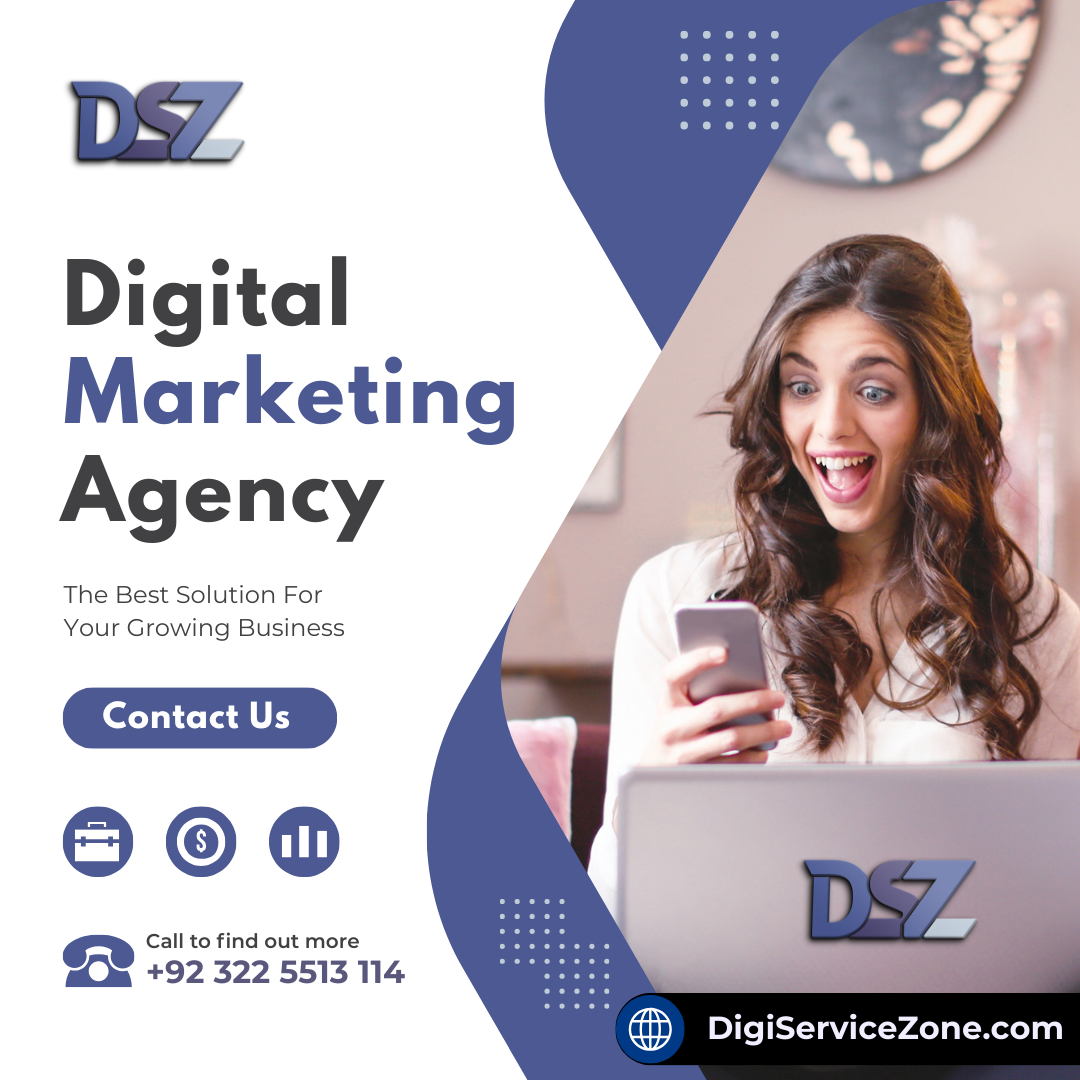 DSZ
Digital
Marketing
Agency
The Best Solution For
Your Growing Business
Contact Us
$
Call to find out more
+92 322 5513 114
DSZ
DigiServiceZone.com